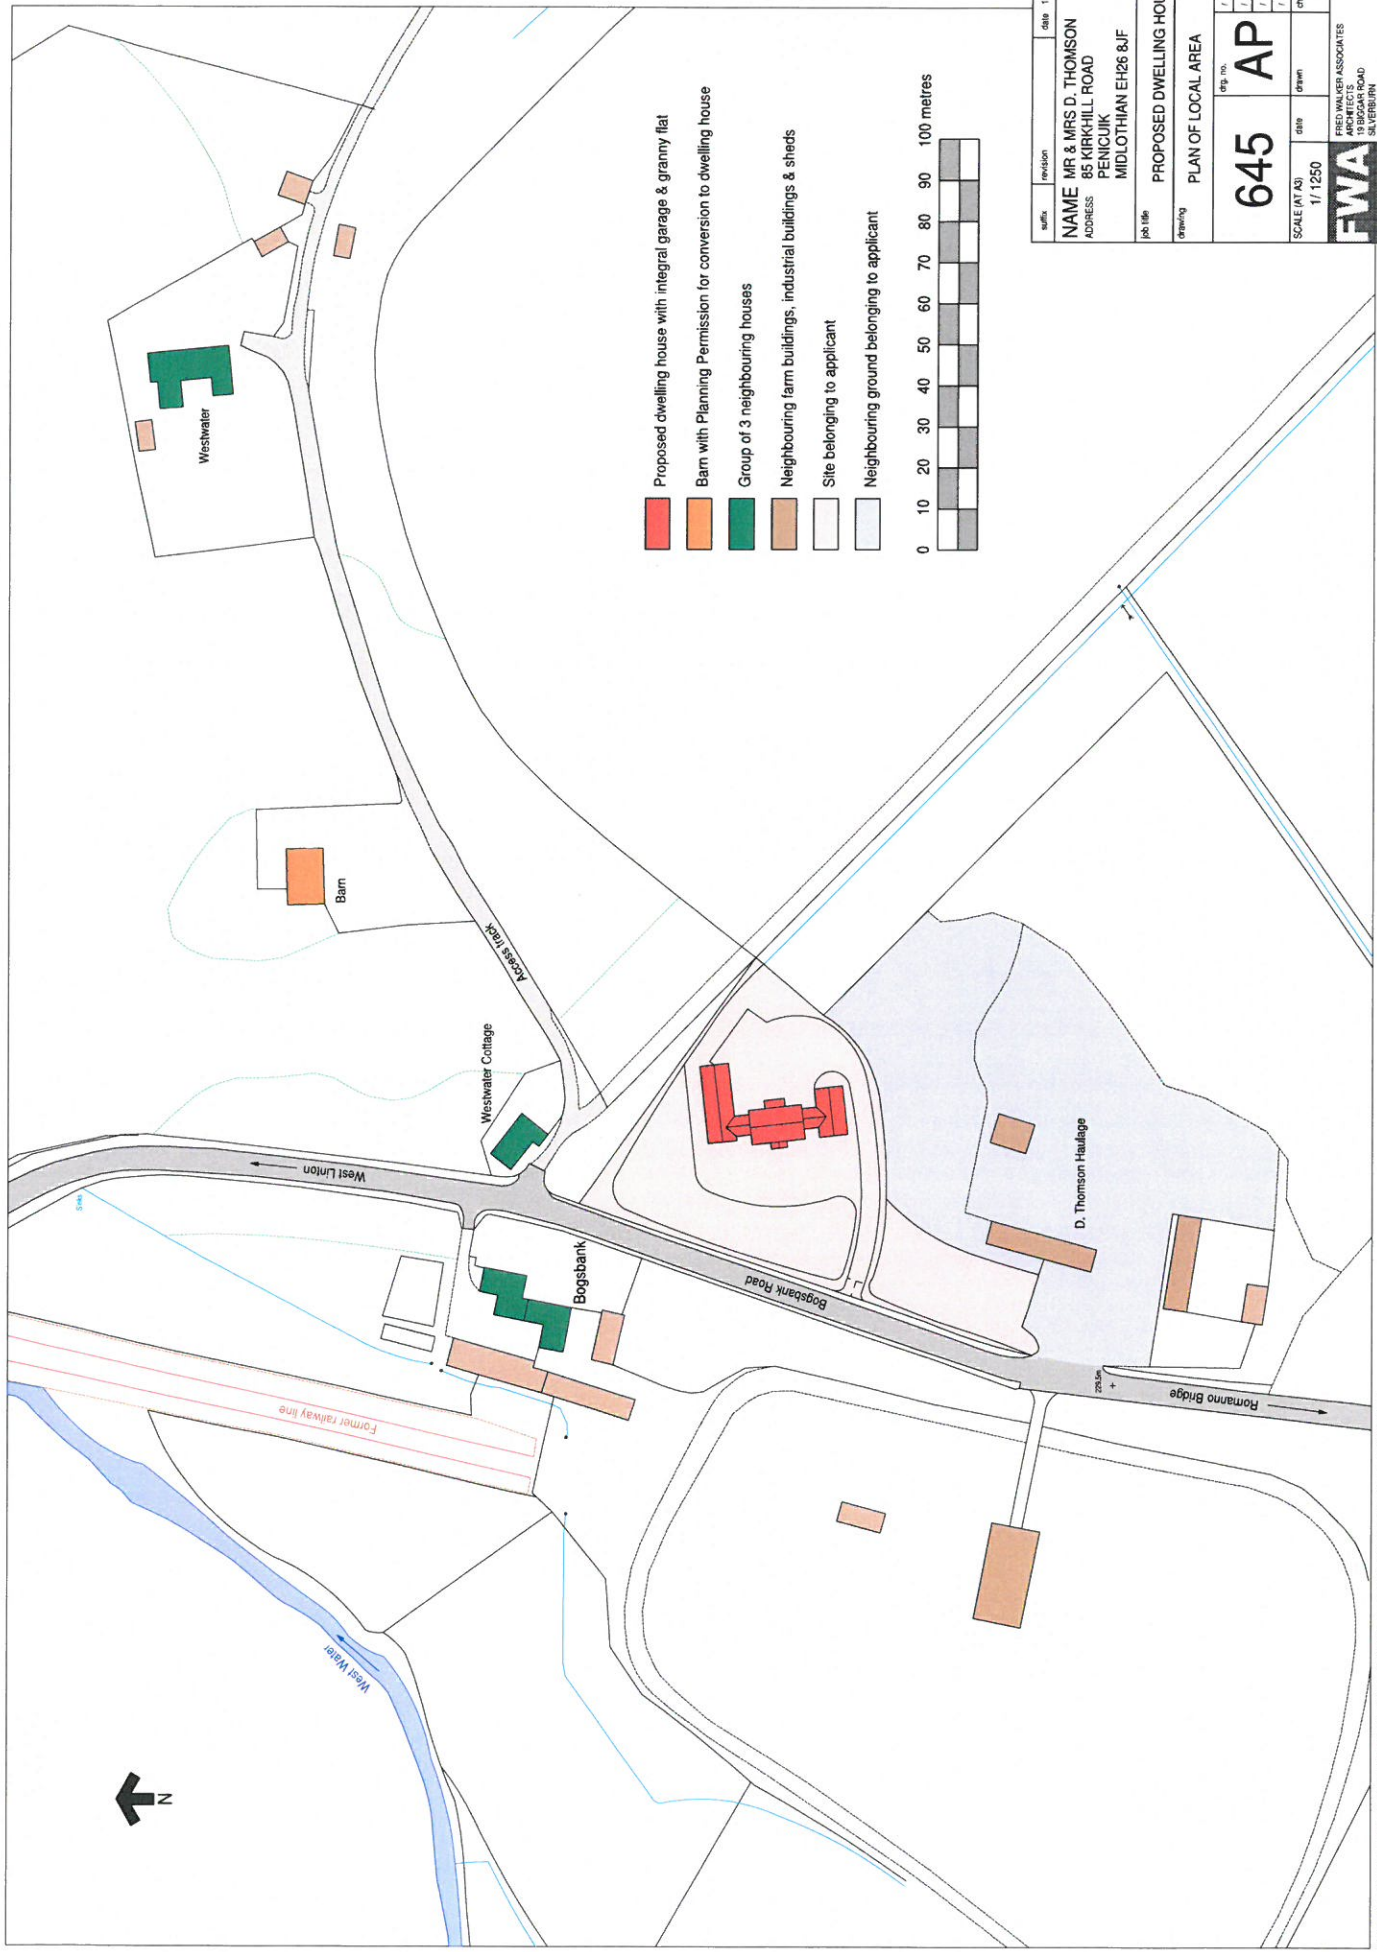 Westwater
Barn
Access track
Westwater Cottage
West Linton
Sinks
Bogsbank
Bogsbank Road
Former railway line
West Water
N
D. Thomson Haulage
229.5m
Romanno Bridge
Proposed dwelling house with integral garage & granny flat
Barn with Planning Permission for conversion to dwelling house
Group of 3 neighbouring houses
Neighbouring farm buildings, industrial buildings & sheds
Site belonging to applicant
Neighbouring ground belonging to applicant
0 10 20 30 40 50 60 70 80 90 100 metres
suffix revision date
NAME MR & MRS D. THOMSON
ADDRESS 85 KIRKHILL ROAD
PENICUIK
MIDLOTHIAN EH26 8JF
job title PROPOSED DWELLING HOU
drawing PLAN OF LOCAL AREA
drg. no.
645 AP
SCALE (AT A3) date drawn ch
1/ 1250
FWA
FRED WALKER ASSOCIATES
ARCHITECTS
19 BIGGAR ROAD
SILVERBURN